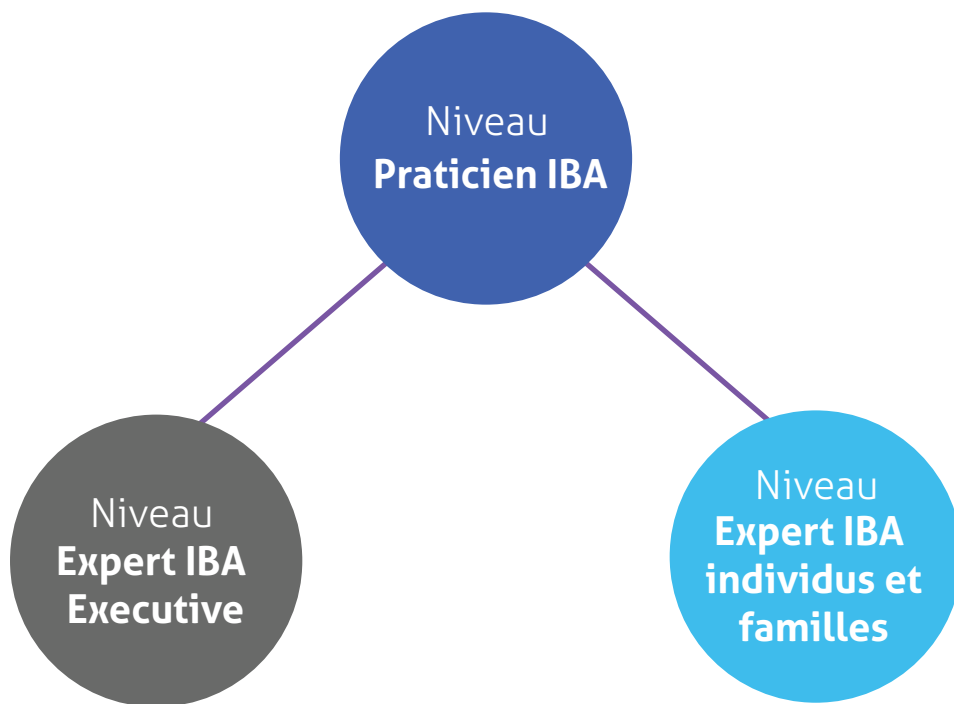 Niveau
Praticien IBA
Niveau
Expert IBA
Executive
Niveau
Expert IBA
individus et
familles